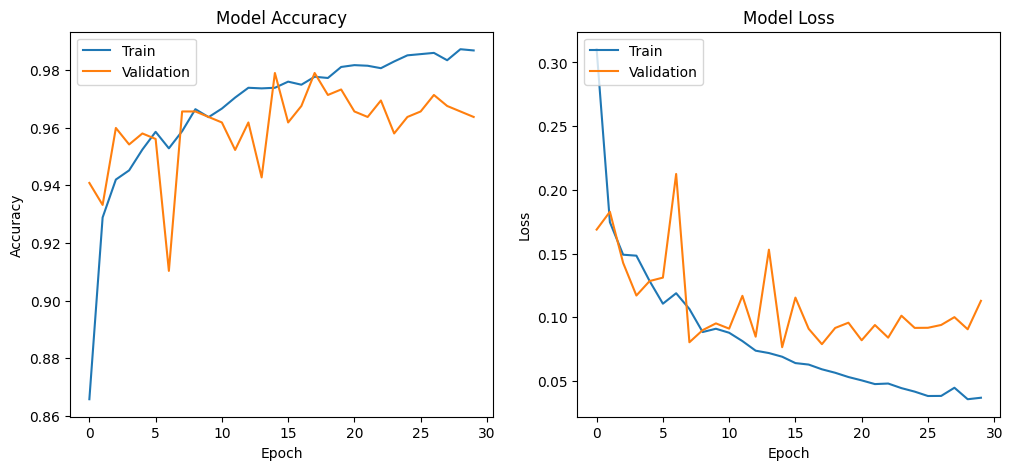 Model Accuracy
Train
Validation
0.98
0.96
0.94
0.92
0.90
0.88
0.86
Accuracy
0
5
10
15
20
25
30
Epoch
Model Loss
Train
Validation
0.30
0.25
0.20
0.15
0.10
0.05
Loss
0
5
10
15
20
25
30
Epoch